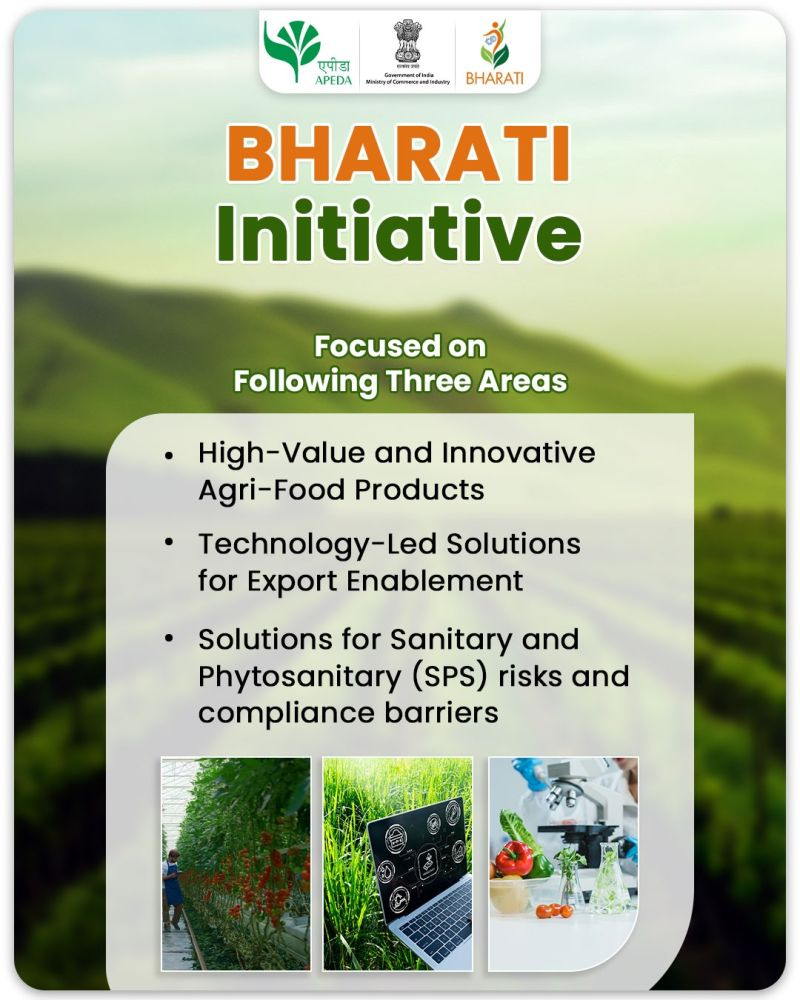 एपीडा
APEDA
सत्यमेव जयते
Government of India
Ministry of Commerce and Industry
BHARATI
BHARATI
Initiative
Focused on
Following Three Areas
• High-Value and Innovative
Agri-Food Products
• Technology-Led Solutions
for Export Enablement
• Solutions for Sanitary and
Phytosanitary (SPS) risks and
compliance barriers